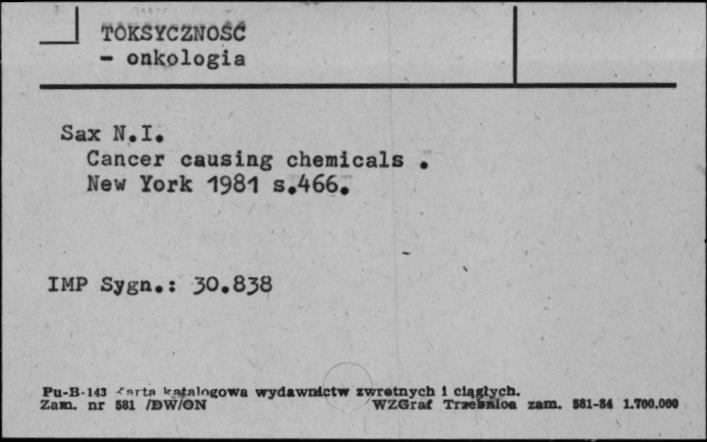 TOKSYCZNOŚĆ
- onkologia
Sax N.I.
Cancer causing chemicals .
New York 1981 s.466.
IMP Sygn.: 30.838
Pu-B-143 Karta katalogowa wydawnictw zwrotnych i ciągłych.
Zam. nr 581 /DW/ON WZGraf Trzebnica zam. 581-84 1.700.000